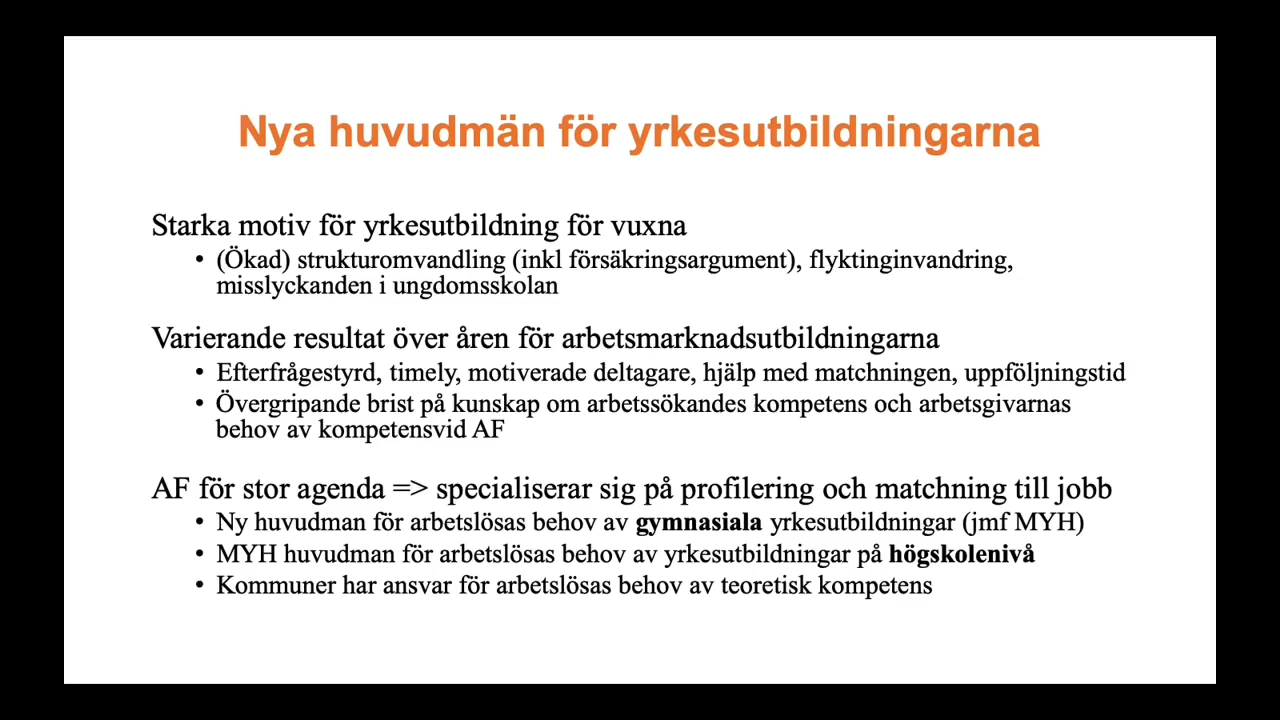 Nya huvudmän för yrkesutbildningarna
Starka motiv för yrkesutbildning för vuxna
• (Ökad) strukturomvandling (inkl försäkringsargument), flyktinginvandring,
misslyckanden i ungdomsskolan
Varierande resultat över åren för arbetsmarknadsutbildningarna
• Efterfrågestyrd, timely, motiverade deltagare, hjälp med matchningen, uppföljningstid
• Övergripande brist på kunskap om arbetssökandes kompetens och arbetsgivarnas
behov av kompetensvid AF
AF för stor agenda => specialiserar sig på profilering och matchning till jobb
• Ny huvudman för arbetslösas behov av gymnasiala yrkesutbildningar (jmf MYH)
• MYH huvudman för arbetslösas behov av yrkesutbildningar på högskolenivå
• Kommuner har ansvar för arbetslösas behov av teoretisk kompetens